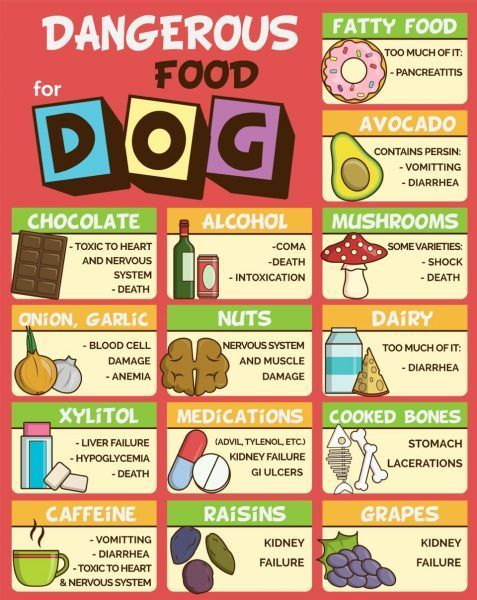 DANGEROUS
FOOD
for
DOG
FATTY FOOD
TOO MUCH OF IT:
- PANCREATITIS
AVOCADO
CONTAINS PERSIN:
- VOMITTING
- DIARRHEA
CHOCOLATE
- TOXIC TO HEART
AND NERVOUS
SYSTEM
- DEATH
ALCOHOL
-COMA
-DEATH
- INTOXICATION
MUSHROOMS
SOME VARIETIES:
- SHOCK
- DEATH
ONION, GARLIC
- BLOOD CELL
DAMAGE
- ANEMIA
NUTS
NERVOUS SYSTEM
AND MUSCLE
DAMAGE
DAIRY
TOO MUCH OF IT:
- DIARRHEA
XYLITOL
- LIVER FAILURE
- HYPOGLYCEMIA
- DEATH
MEDICATIONS
(ADVIL, TYLENOL, ETC.)
KIDNEY FAILURE
GI ULCERS
COOKED BONES
STOMACH
LACERATIONS
CAFFEINE
- VOMITTING
- DIARRHEA
- TOXIC TO HEART
& NERVOUS SYSTEM
RAISINS
KIDNEY
FAILURE
GRAPES
KIDNEY
FAILURE